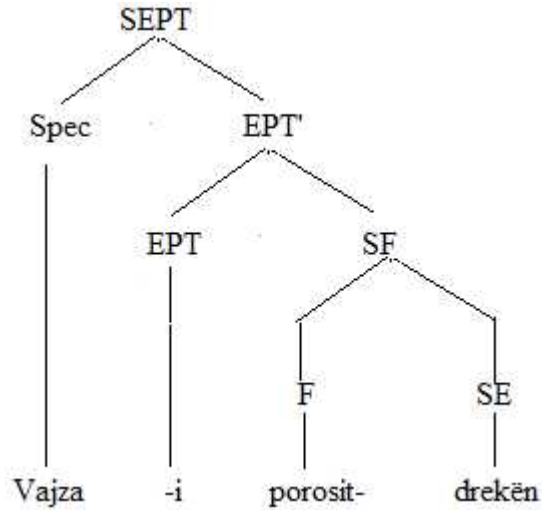 SEPT
Spec EPT'
EPT SF
F SE
Vajza -i porosit- drekën